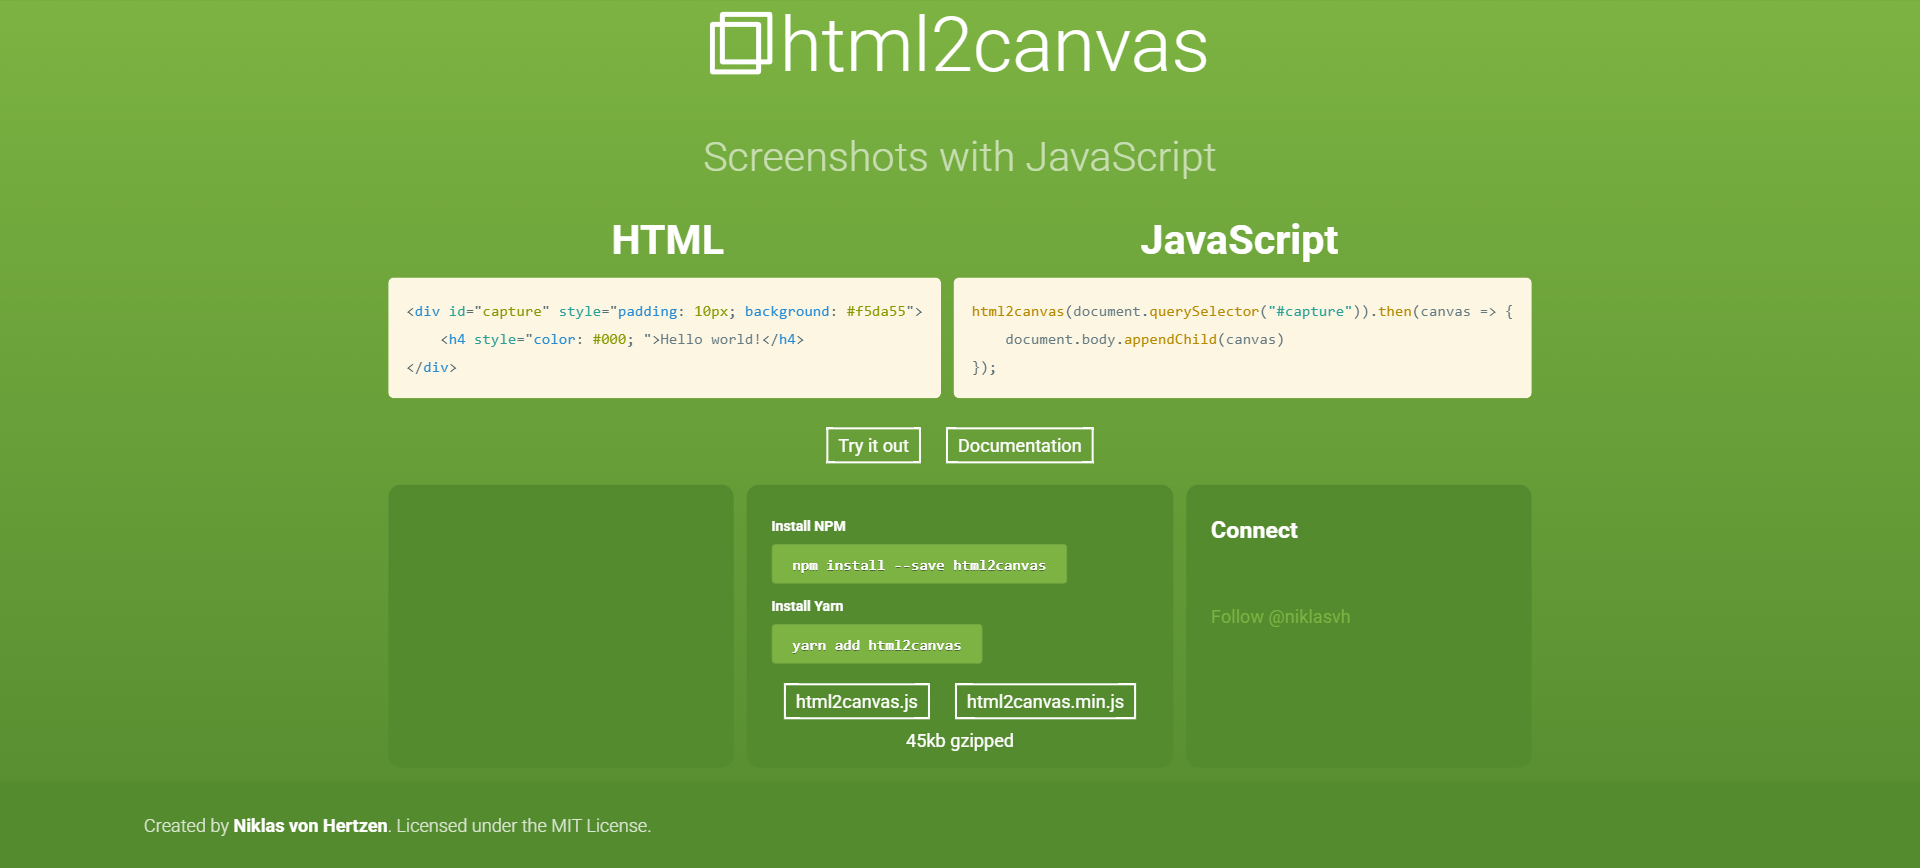 html2canvas
Screenshots with JavaScript
HTML
<div id="capture" style="padding: 10px; background: #f5da55">
    <h4 style="color: #000; ">Hello world!</h4>
</div>
JavaScript
html2canvas(document.querySelector("#capture")).then(canvas => {
    document.body.appendChild(canvas)
});
Try it out
Documentation
Install NPM
npm install --save html2canvas
Install Yarn
yarn add html2canvas
html2canvas.js
html2canvas.min.js
45kb gzipped
Connect
Follow @niklasvh
Created by Niklas von Hertzen. Licensed under the MIT License.